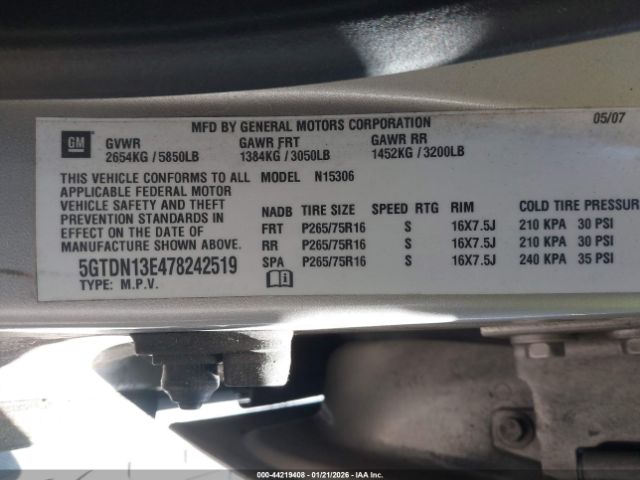 MFD BY GENERAL MOTORS CORPORATION 05/07
GM
GVWR GAWR FRT GAWR RR
2654KG / 5850LB 1384KG / 3050LB 1452KG / 3200LB
THIS VEHICLE CONFORMS TO ALL MODEL N15306
APPLICABLE FEDERAL MOTOR
VEHICLE SAFETY AND THEFT
PREVENTION STANDARDS IN
EFFECT ON THE DATE OF
MANUFACTURE SHOWN ABOVE.
NADB TIRE SIZE SPEED RTG RIM COLD TIRE PRESSUR
FRT P265/75R16 S 16X7.5J 210 KPA 30 PSI
RR P265/75R16 S 16X7.5J 210 KPA 30 PSI
SPA P265/75R16 S 16X7.5J 240 KPA 35 PSI
5GTDN13E478242519
TYPE: M.P.V.
000-44219408 - 01/21/2026 - IAA Inc.